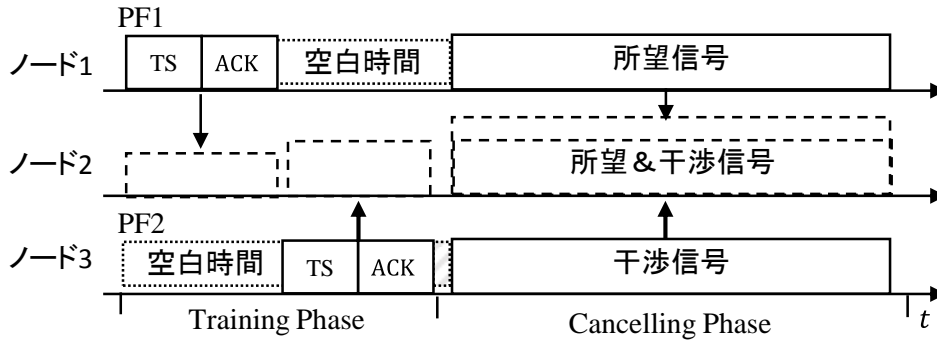 PF1
ノード1 TS ACK 空白時間 所望信号
ノード2 所望&干渉信号
PF2
ノード3 空白時間 TS ACK 干渉信号
Training Phase Cancelling Phase t